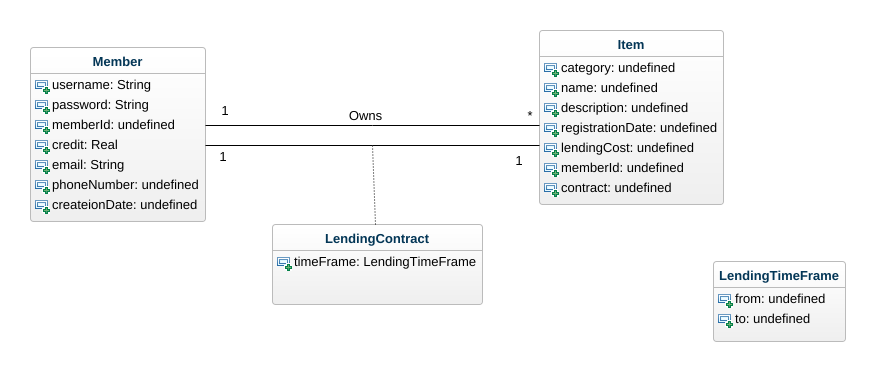 Member
username: String
password: String
memberId: undefined
credit: Real
email: String
phoneNumber: undefined
createionDate: undefined
1
Owns
*
1
1
Item
category: undefined
name: undefined
description: undefined
registrationDate: undefined
lendingCost: undefined
memberId: undefined
contract: undefined
LendingContract
timeFrame: LendingTimeFrame
LendingTimeFrame
from: undefined
to: undefined